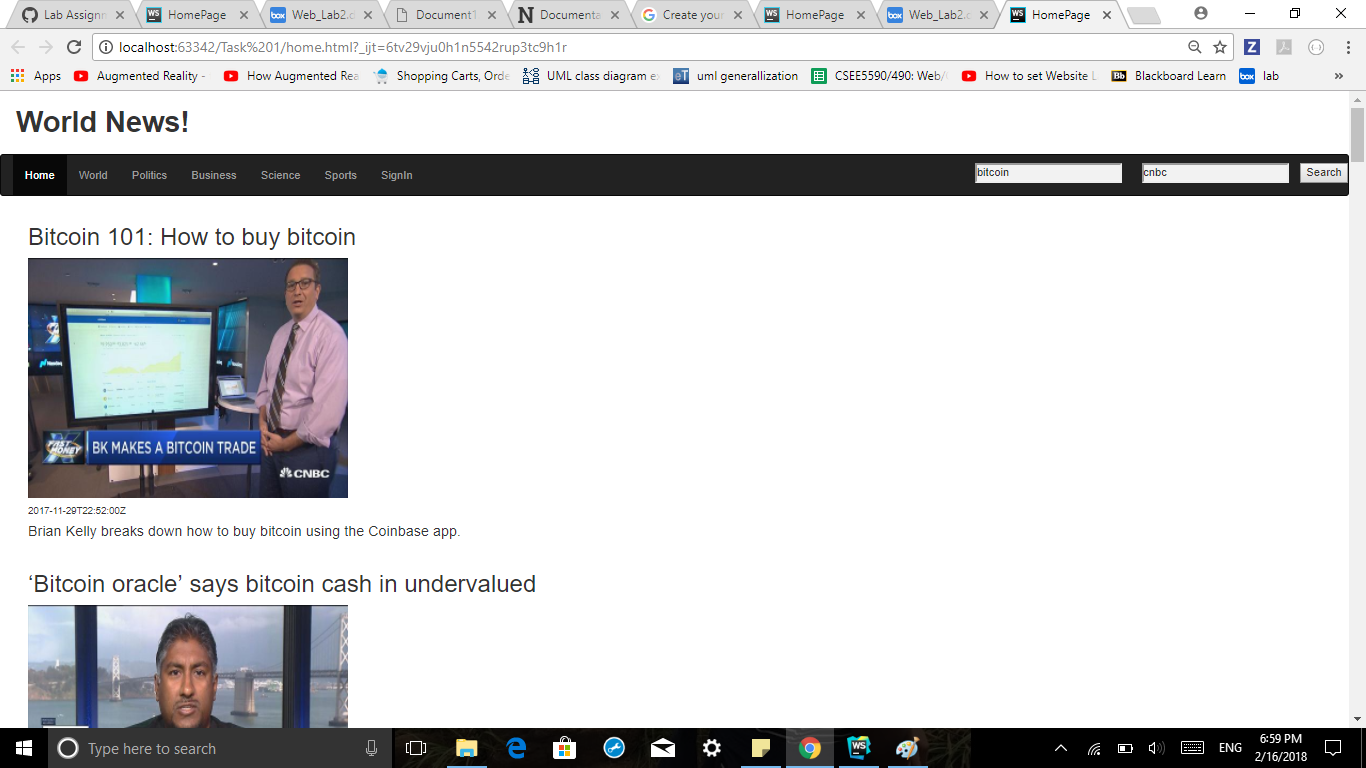 Lab Assignm
HomePage
Web_Lab2.d
Document1
Documenta
Create your
HomePage
Web_Lab2.d
HomePage
localhost:63342/Task%201/home.html?_ijt=6tv29vju0h1n5542rup3tc9h1r
Apps
Augmented Reality -
How Augmented Rea
Shopping Carts, Orde
UML class diagram ex
uml generallization
CSEE5590/490: Web/
How to set Website L
Blackboard Learn
lab
World News!
Home World Politics Business Science Sports SignIn bitcoin cnbc Search
Bitcoin 101: How to buy bitcoin
FAST MONEY
BK MAKES A BITCOIN TRADE
CNBC
2017-11-29T22:52:00Z
Brian Kelly breaks down how to buy bitcoin using the Coinbase app.
‘Bitcoin oracle’ says bitcoin cash in undervalued
Type here to search
ENG
6:59 PM
2/16/2018